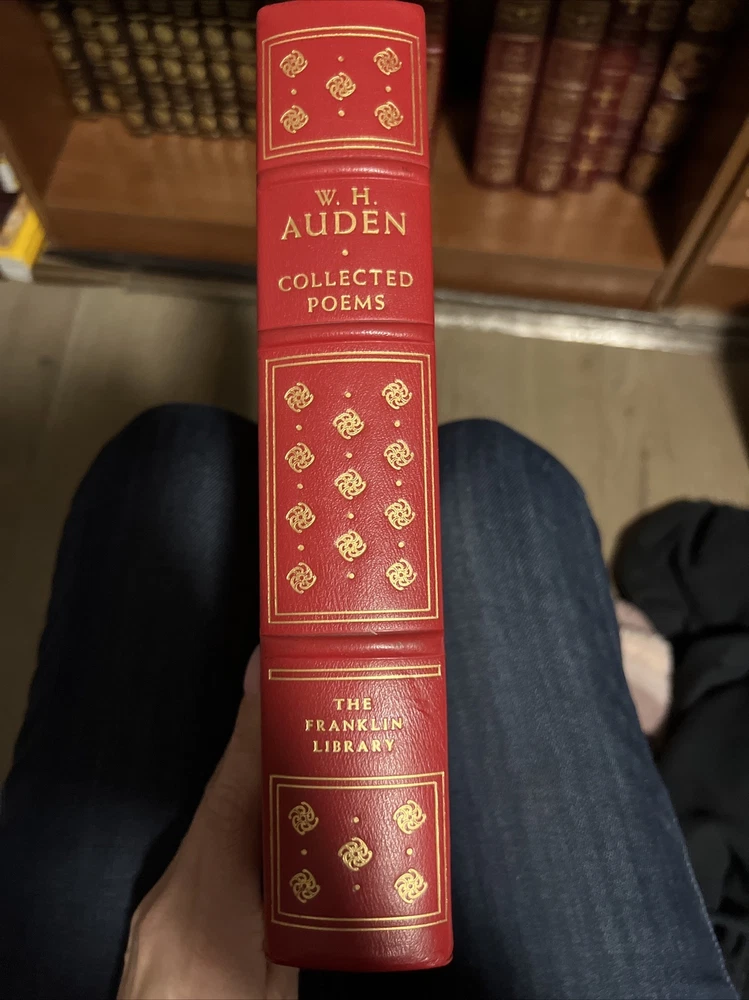 W. H.
AUDEN
COLLECTED
POEMS
THE
FRANKLIN
LIBRARY